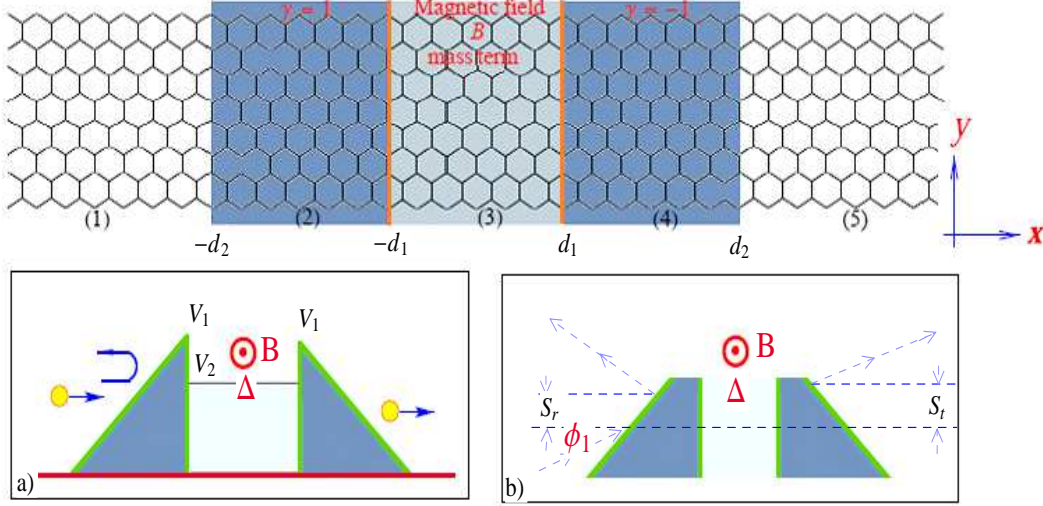 γ = 1
Magnetic field
B
mass term
γ = −1
(1)
(2)
(3)
(4)
(5)
y
x
−d2
−d1
d1
d2
V1
V1
V2
B
Δ
a)
B
Δ
Sr
St
ϕ1
b)